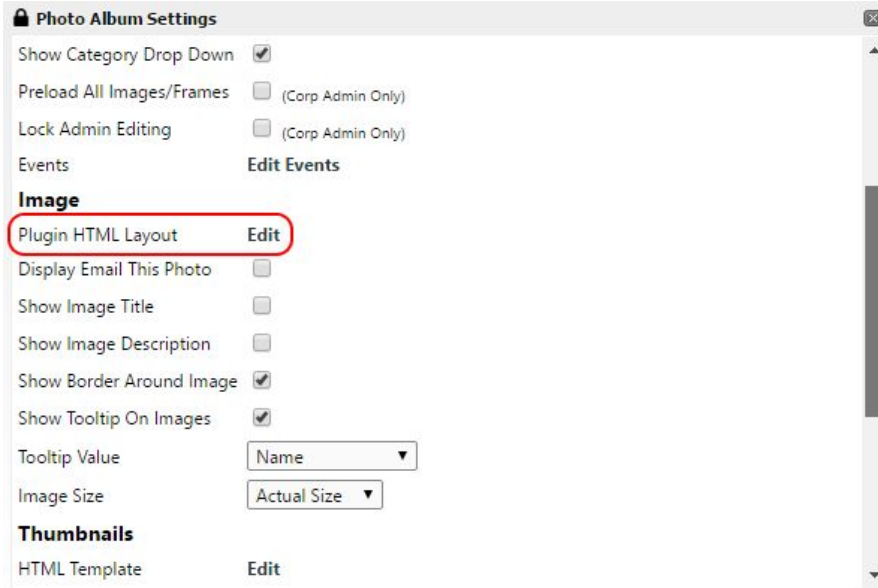 Photo Album Settings
Show Category Drop Down
Preload All Images/Frames (Corp Admin Only)
Lock Admin Editing (Corp Admin Only)
Events Edit Events
Image
Plugin HTML Layout Edit
Display Email This Photo
Show Image Title
Show Image Description
Show Border Around Image
Show Tooltip On Images
Tooltip Value Name
Image Size Actual Size
Thumbnails
HTML Template Edit